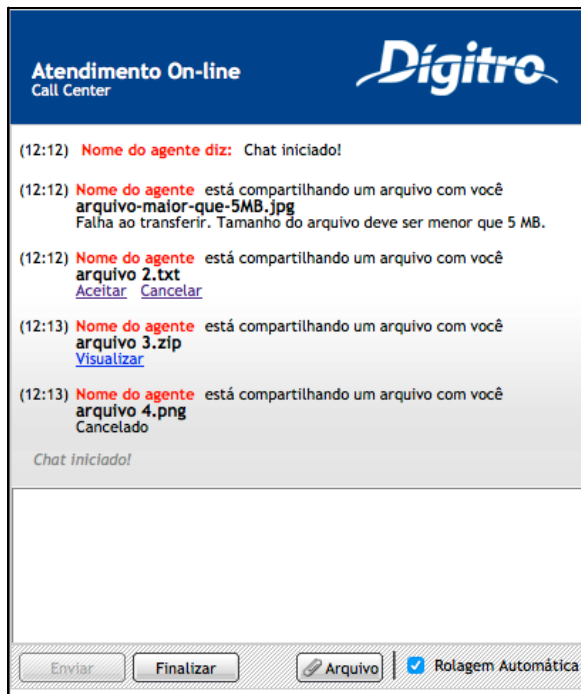 Atendimento On-line
Call Center
Dígitro
(12:12) Nome do agente diz: Chat iniciado!
(12:12) Nome do agente está compartilhando um arquivo com você
arquivo-maior-que-5MB.jpg
Falha ao transferir. Tamanho do arquivo deve ser menor que 5 MB.
(12:12) Nome do agente está compartilhando um arquivo com você
arquivo 2.txt
Aceitar Cancelar
(12:13) Nome do agente está compartilhando um arquivo com você
arquivo 3.zip
Visualizar
(12:13) Nome do agente está compartilhando um arquivo com você
arquivo 4.png
Cancelado
Chat iniciado!
Enviar Finalizar Arquivo Rolagem Automática